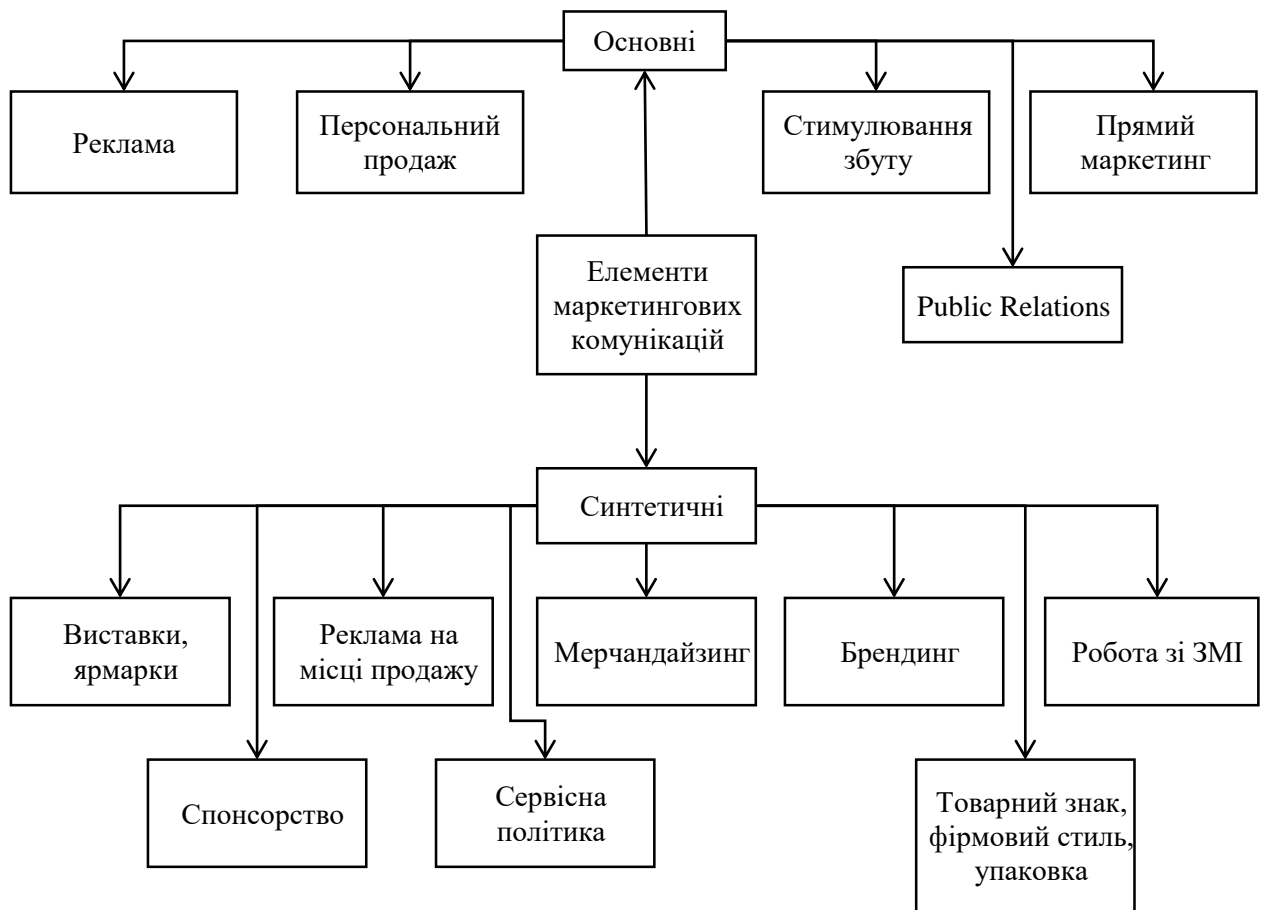 Основні
Реклама
Персональний
продаж
Стимулювання
збуту
Прямий
маркетинг
Елементи
маркетингових
комунікацій
Public Relations
Синтетичні
Виставки,
ярмарки
Реклама на
місці продажу
Мерчандайзинг
Брендинг
Робота зі ЗМІ
Спонсорство
Сервісна
політика
Товарний знак,
фірмовий стиль,
упаковка